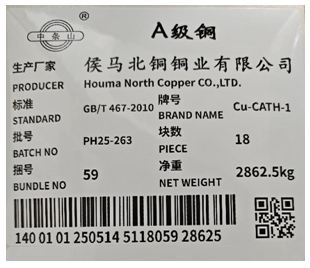 中条山
®
A级铜
生产厂家 侯马北铜铜业有限公司
PRODUCER Houma North Copper CO.,LTD.
标准 牌号
STANDARD GB/T 467-2010 BRAND NAME Cu-CATH-1
批号 块数
BATCH NO PH25-263 PIECE 18
捆号 净重
BUNDLE NO 59 NET WEIGHT 2862.5kg
140 01 01 250514 5118059 28625